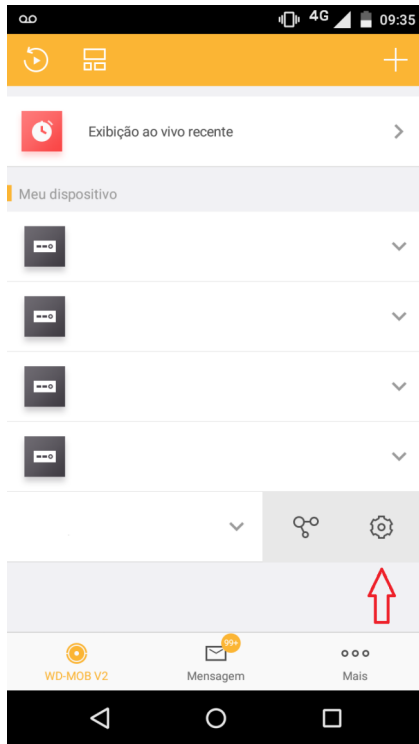 4G 09:35
Exibição ao vivo recente
Meu dispositivo
99+
WD-MOB V2 Mensagem Mais